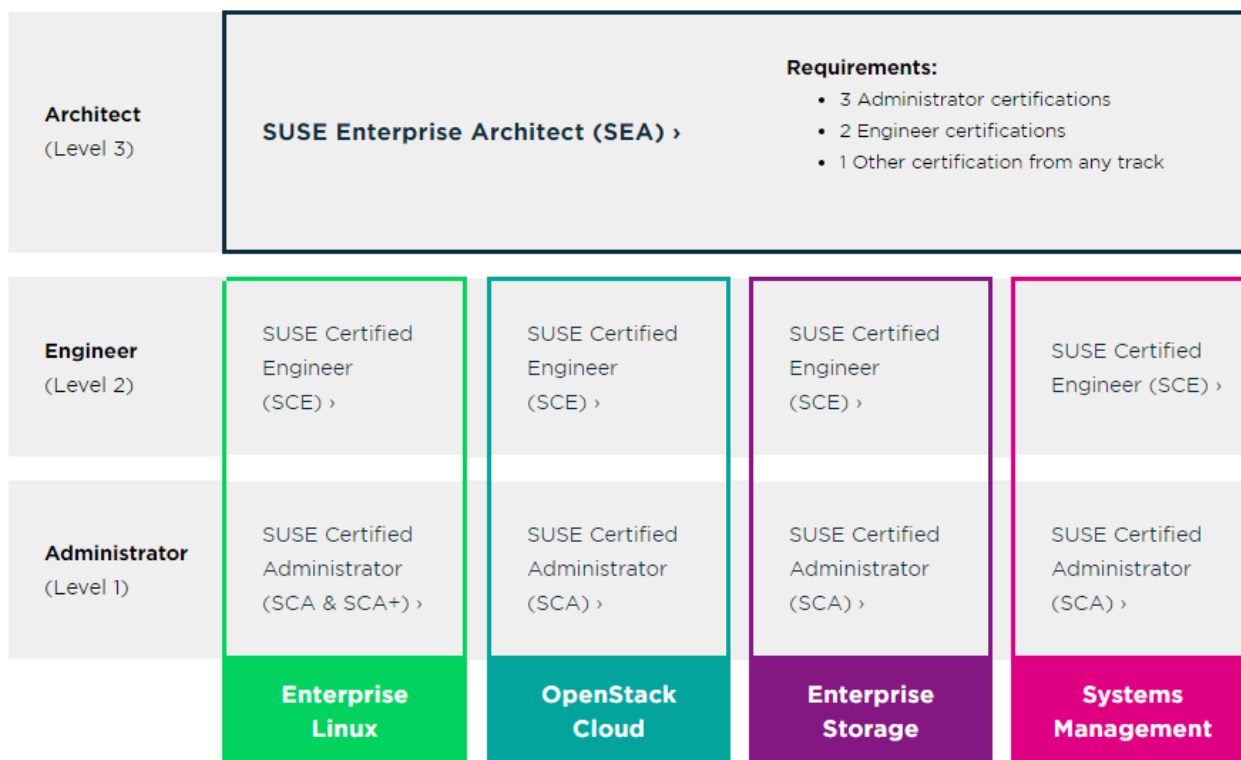 Architect
(Level 3)
SUSE Enterprise Architect (SEA) ›
Requirements:
• 3 Administrator certifications
• 2 Engineer certifications
• 1 Other certification from any track
Engineer
(Level 2)
SUSE Certified
Engineer
(SCE) ›
SUSE Certified
Engineer
(SCE) ›
SUSE Certified
Engineer
(SCE) ›
SUSE Certified
Engineer (SCE) ›
Administrator
(Level 1)
SUSE Certified
Administrator
(SCA & SCA+) ›
SUSE Certified
Administrator
(SCA) ›
SUSE Certified
Administrator
(SCA) ›
SUSE Certified
Administrator
(SCA) ›
Enterprise
Linux
OpenStack
Cloud
Enterprise
Storage
Systems
Management